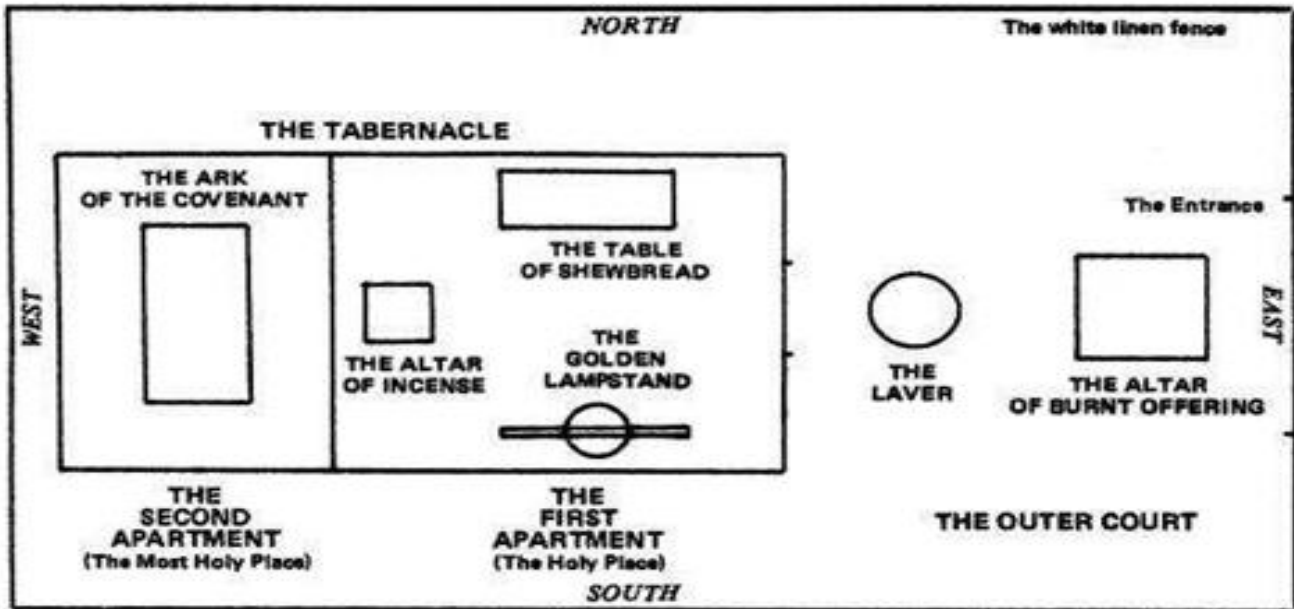 NORTH
The white linen fence
THE TABERNACLE
THE ARK
OF THE COVENANT
THE TABLE
OF SHEWBREAD
The Entrance
WEST
EAST
THE ALTAR
OF INCENSE
THE
GOLDEN
LAMPSTAND
THE
LAVER
THE ALTAR
OF BURNT OFFERING
THE
SECOND
APARTMENT
(The Most Holy Place)
THE
FIRST
APARTMENT
(The Holy Place)
THE OUTER COURT
SOUTH